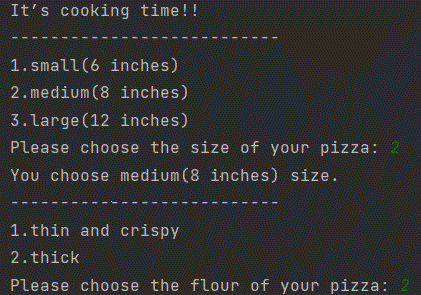 It’s cooking time!!
---------------------------
1.small(6 inches)
2.medium(8 inches)
3.large(12 inches)
Please choose the size of your pizza: 2
You choose medium(8 inches) size.
---------------------------
1.thin and crispy
2.thick
Please choose the flour of your pizza: 2